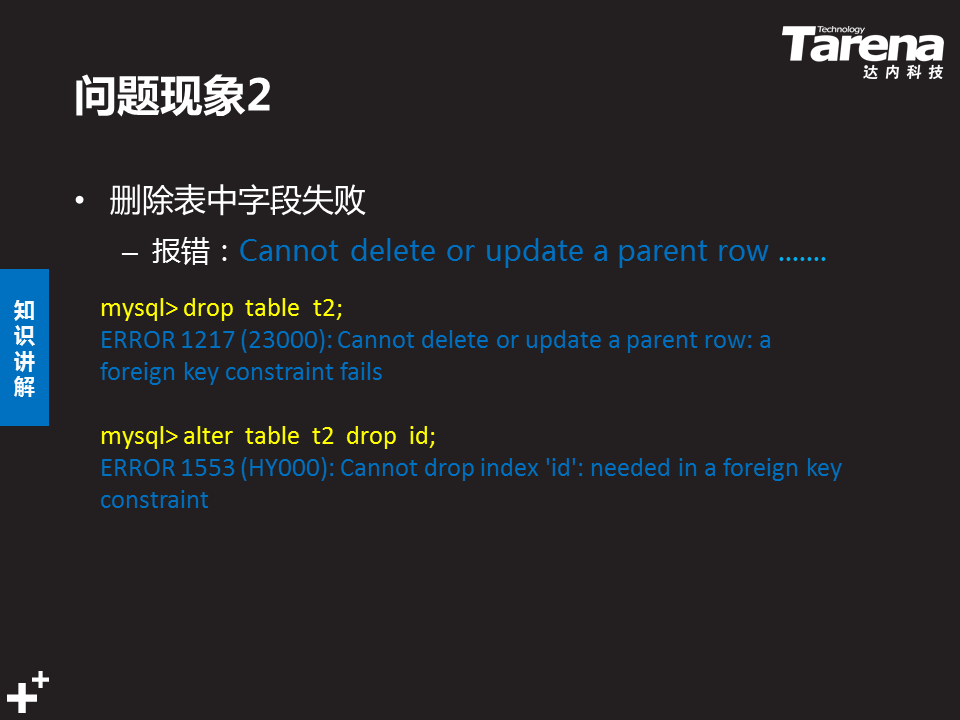 Technology
Tarena
达内科技
问题现象2
• 删除表中字段失败
– 报错：Cannot delete or update a parent row .......
知识讲解
mysql> drop table t2;
ERROR 1217 (23000): Cannot delete or update a parent row: a
foreign key constraint fails
mysql> alter table t2 drop id;
ERROR 1553 (HY000): Cannot drop index 'id': needed in a foreign key
constraint